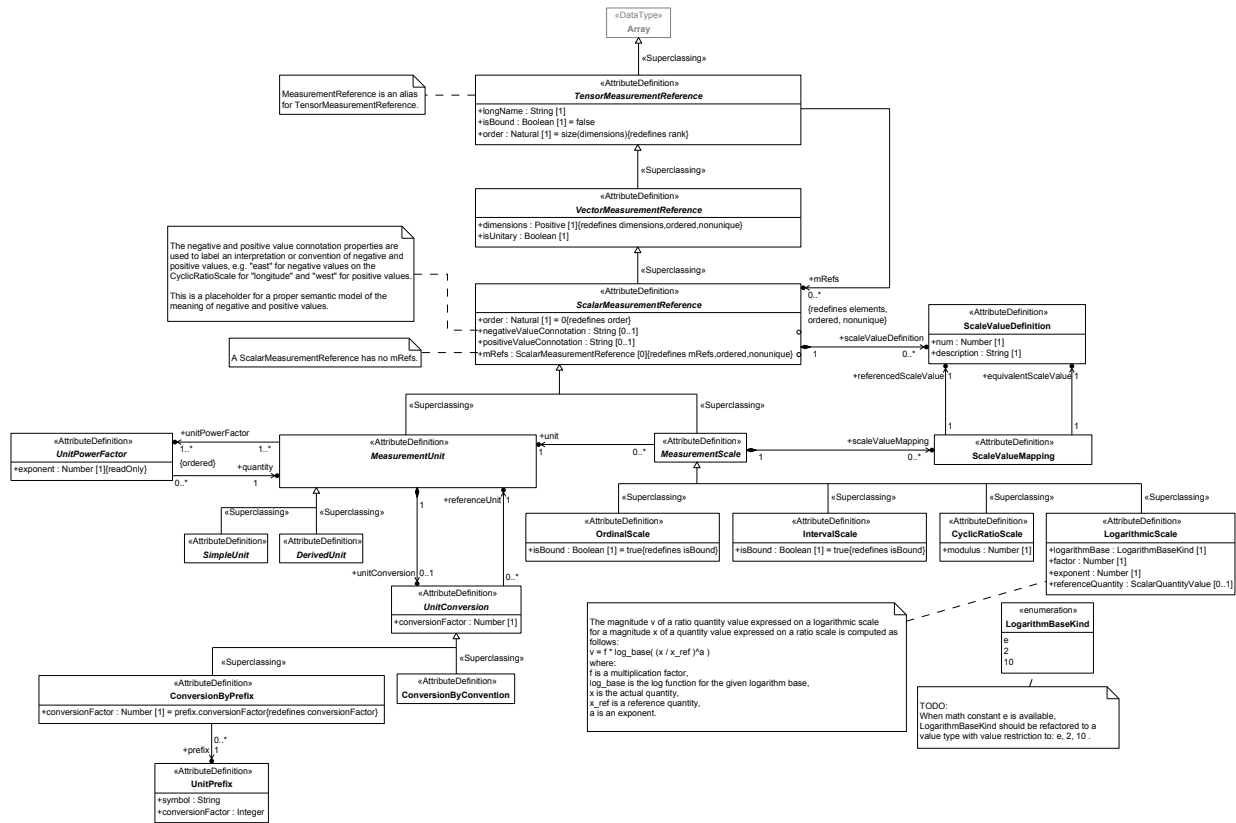 «DataType»
Array
«Superclassing»
MeasurementReference is an alias
for TensorMeasurementReference.
«AttributeDefinition»
TensorMeasurementReference
+longName : String [1]
+isBound : Boolean [1] = false
+order : Natural [1] = size(dimensions){redefines rank}
«Superclassing»
«AttributeDefinition»
VectorMeasurementReference
+dimensions : Positive [1]{redefines dimensions,ordered,nonunique}
+isUnitary : Boolean [1]
«Superclassing»
The negative and positive value connotation properties are
used to label an interpretation or convention of negative and
positive values, e.g. "east" for negative values on the
CyclicRatioScale for "longitude" and "west" for positive values.
This is a placeholder for a proper semantic model of the
meaning of negative and positive values.
+mRefs
0..*
{redefines elements,
ordered, nonunique}
«AttributeDefinition»
ScalarMeasurementReference
+order : Natural [1] = 0{redefines order}
+negativeValueConnotation : String [0..1]
+positiveValueConnotation : String [0..1]
+mRefs : ScalarMeasurementReference [0]{redefines mRefs,ordered,nonunique}
A ScalarMeasurementReference has no mRefs.
+scaleValueDefinition
1
0..*
«AttributeDefinition»
ScaleValueDefinition
+num : Number [1]
+description : String [1]
+referencedScaleValue 1
+equivalentScaleValue 1
1
1
«Superclassing»
«Superclassing»
«AttributeDefinition»
UnitPowerFactor
+exponent : Number [1]{readOnly}
+unitPowerFactor
1..*
1..*
{ordered}
+quantity
0..*
1
«AttributeDefinition»
MeasurementUnit
+unit
1
0..*
«AttributeDefinition»
MeasurementScale
+scaleValueMapping
1
0..*
«AttributeDefinition»
ScaleValueMapping
«Superclassing»
«Superclassing»
«AttributeDefinition»
SimpleUnit
«AttributeDefinition»
DerivedUnit
1
+referenceUnit 1
+unitConversion 0..1
0..*
«Superclassing»
«Superclassing»
«Superclassing»
«Superclassing»
«AttributeDefinition»
OrdinalScale
+isBound : Boolean [1] = true{redefines isBound}
«AttributeDefinition»
IntervalScale
+isBound : Boolean [1] = true{redefines isBound}
«AttributeDefinition»
CyclicRatioScale
+modulus : Number [1]
«AttributeDefinition»
LogarithmicScale
+logarithmBase : LogarithmBaseKind [1]
+factor : Number [1]
+exponent : Number [1]
+referenceQuantity : ScalarQuantityValue [0..1]
«AttributeDefinition»
UnitConversion
+conversionFactor : Number [1]
«Superclassing»
«Superclassing»
The magnitude v of a ratio quantity value expressed on a logarithmic scale
for a magnitude x of a quantity value expressed on a ratio scale is computed as
follows:
v = f * log_base( (x / x_ref )^a )
where:
f is a multiplication factor,
log_base is the log function for the given logarithm base,
x is the actual quantity,
x_ref is a reference quantity,
a is an exponent.
«enumeration»
LogarithmBaseKind
e
2
10
TODO:
When math constant e is available,
LogarithmBaseKind should be refactored to a
value type with value restriction to: e, 2, 10 .
«AttributeDefinition»
ConversionByPrefix
+conversionFactor : Number [1] = prefix.conversionFactor{redefines conversionFactor}
«AttributeDefinition»
ConversionByConvention
0..*
+prefix 1
«AttributeDefinition»
UnitPrefix
+symbol : String
+conversionFactor : Integer